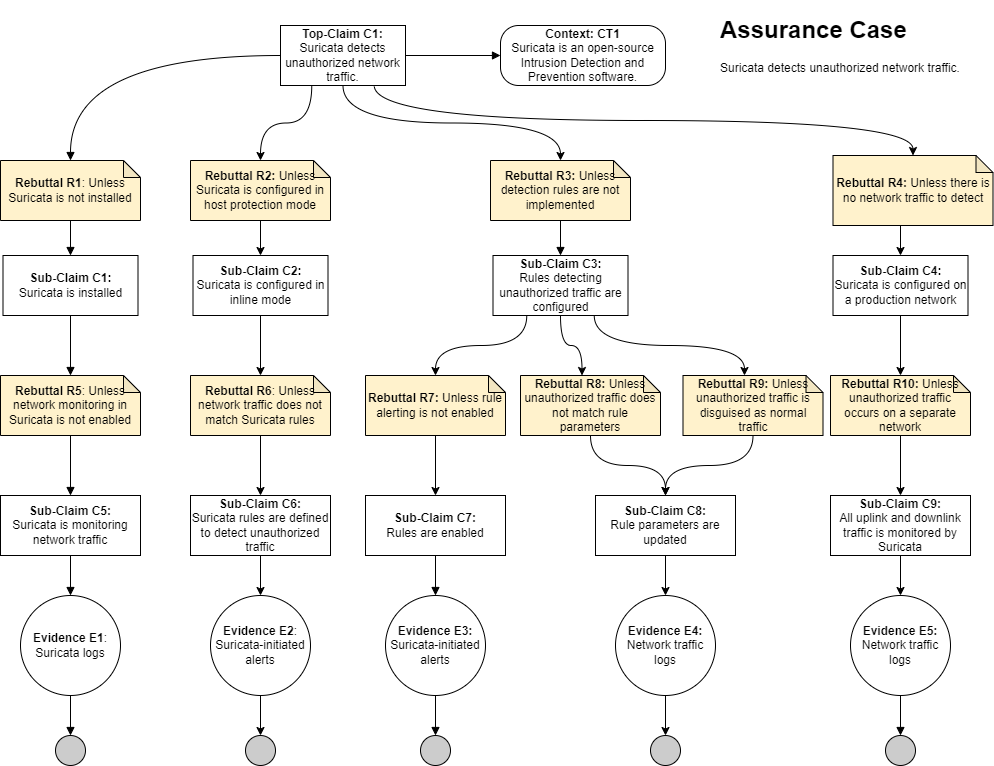 Assurance Case
Suricata detects unauthorized network traffic.
Top-Claim C1:
Suricata detects
unauthorized network
traffic.
Context: CT1
Suricata is an open-source
Intrusion Detection and
Prevention software.
Rebuttal R1: Unless
Suricata is not installed
Rebuttal R2: Unless
Suricata is configured in
host protection mode
Rebuttal R3: Unless
detection rules are not
implemented
Rebuttal R4: Unless there is
no network traffic to detect
Sub-Claim C1:
Suricata is installed
Sub-Claim C2:
Suricata is configured in
inline mode
Sub-Claim C3:
Rules detecting
unauthorized traffic are
configured
Sub-Claim C4:
Suricata is configured on
a production network
Rebuttal R5: Unless
network monitoring in
Suricata is not enabled
Rebuttal R6: Unless
network traffic does not
match Suricata rules
Rebuttal R7: Unless rule
alerting is not enabled
Rebuttal R8: Unless
unauthorized traffic does
not match rule
parameters
Rebuttal R9: Unless
unauthorized traffic is
disguised as normal
traffic
Rebuttal R10: Unless
unauthorized traffic
occurs on a separate
network
Sub-Claim C5:
Suricata is monitoring
network traffic
Sub-Claim C6:
Suricata rules are defined
to detect unauthorized
traffic
Sub-Claim C7:
Rules are enabled
Sub-Claim C8:
Rule parameters are
updated
Sub-Claim C9:
All uplink and downlink
traffic is monitored by
Suricata
Evidence E1:
Suricata logs
Evidence E2:
Suricata-initiated
alerts
Evidence E3:
Suricata-initiated
alerts
Evidence E4:
Network traffic
logs
Evidence E5:
Network traffic
logs